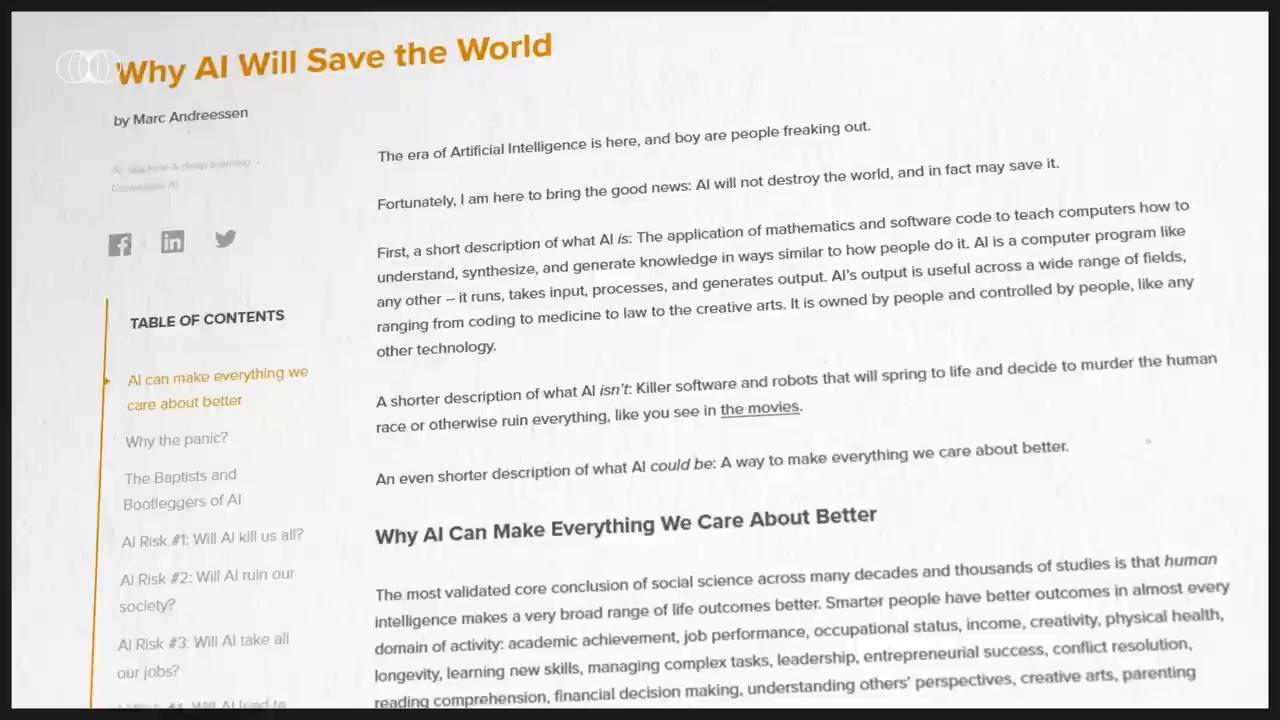 Why AI Will Save the World
by Marc Andreessen
AI, machine & deep learning
TABLE OF CONTENTS
AI can make everything we
care about better
Why the panic?
The Baptists and
Bootleggers of AI
AI Risk #1: Will AI kill us all?
AI Risk #2: Will AI ruin our
society?
AI Risk #3: Will AI take all
our jobs?
The era of Artificial Intelligence is here, and boy are people freaking out.
Fortunately, I am here to bring the good news: AI will not destroy the world, and in fact may save it.
First, a short description of what AI is: The application of mathematics and software code to teach computers how to
understand, synthesize, and generate knowledge in ways similar to how people do it. AI is a computer program like
any other – it runs, takes input, processes, and generates output. AI's output is useful across a wide range of fields,
ranging from coding to medicine to law to the creative arts. It is owned by people and controlled by people, like any
other technology.
A shorter description of what AI isn't: Killer software and robots that will spring to life and decide to murder the human
race or otherwise ruin everything, like you see in the movies.
An even shorter description of what AI could be: A way to make everything we care about better.
Why AI Can Make Everything We Care About Better
The most validated core conclusion of social science across many decades and thousands of studies is that human
intelligence makes a very broad range of life outcomes better. Smarter people have better outcomes in almost every
domain of activity: academic achievement, job performance, occupational status, income, creativity, physical health,
longevity, learning new skills, managing complex tasks, leadership, entrepreneurial success, conflict resolution,
reading comprehension, financial decision making, understanding others' perspectives, creative arts, parenting